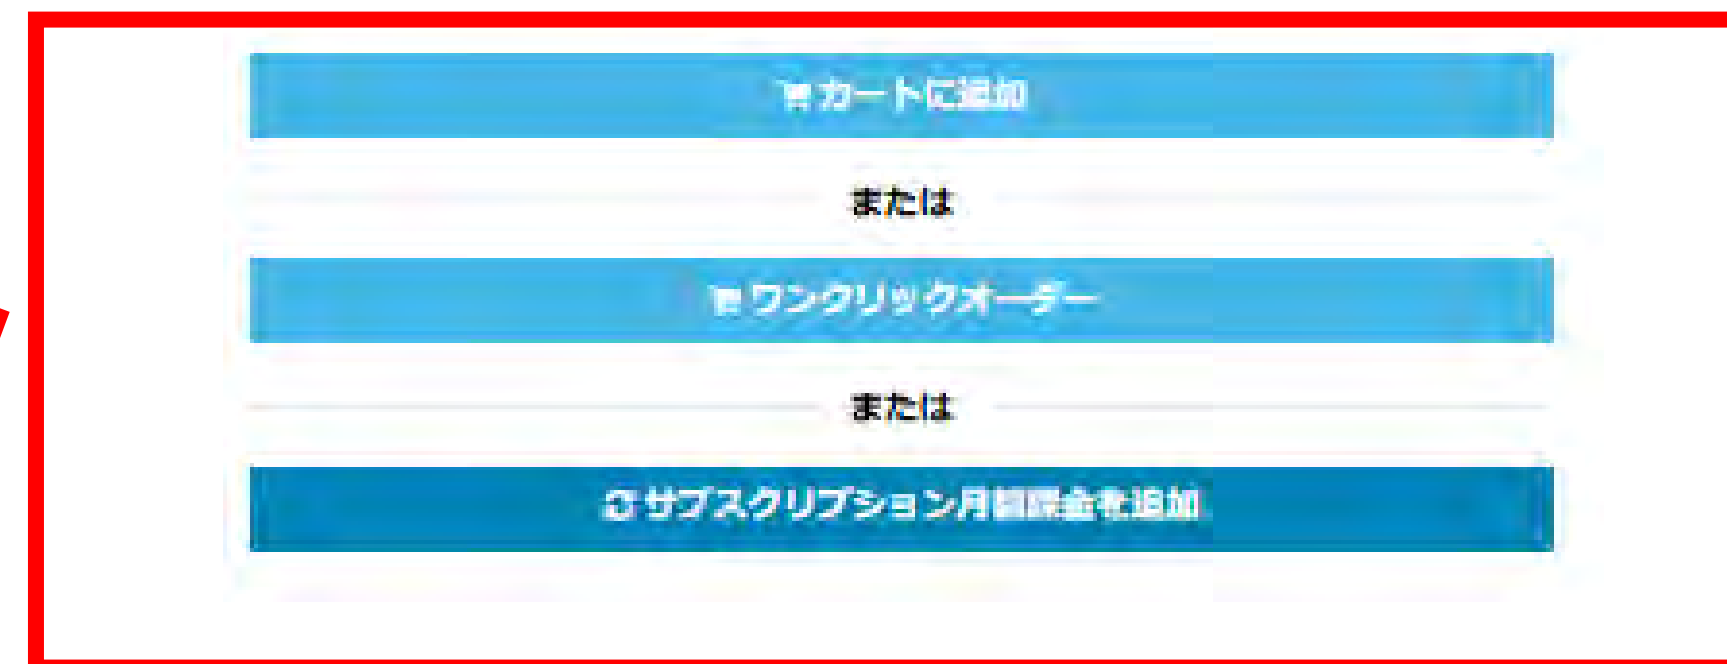 カートに追加
または
ワンクリックオーダー
または
サブスクリプション月額課金を追加